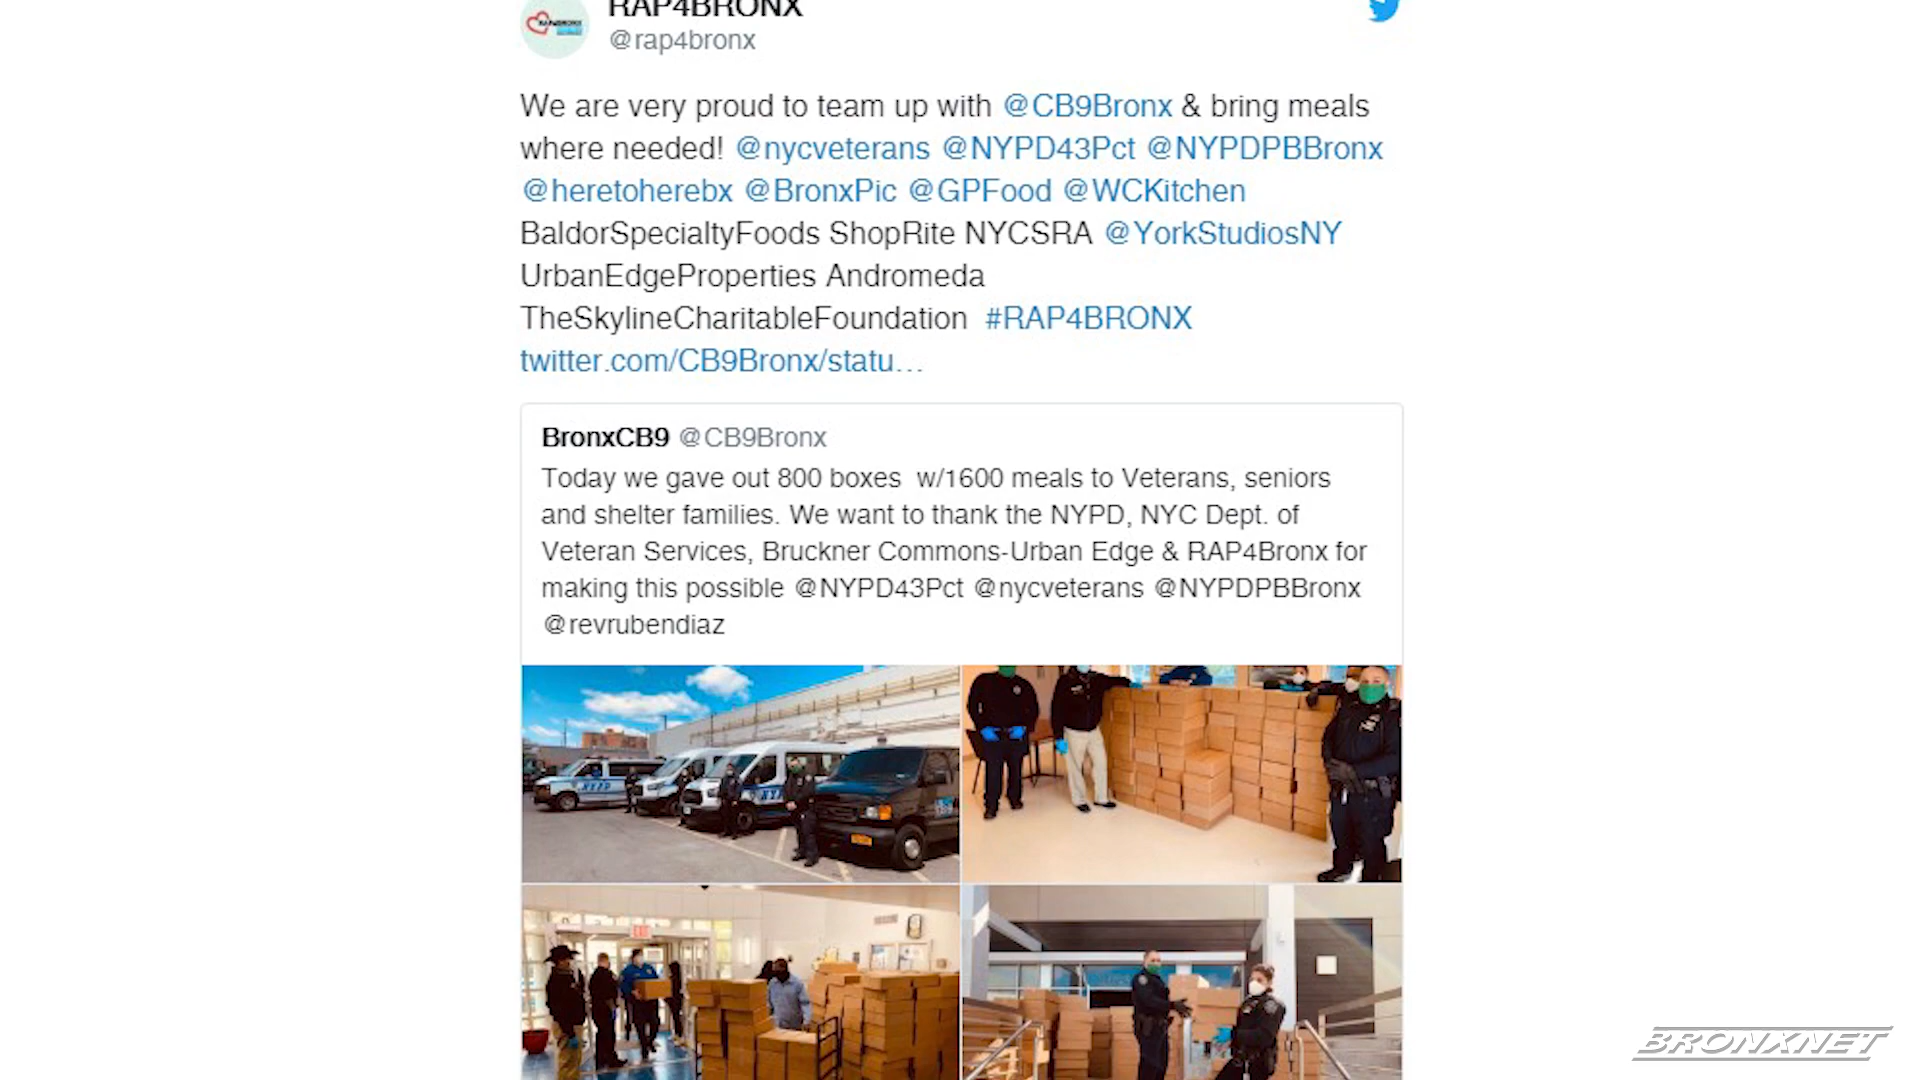 RAP4BRONX
@rap4bronx
We are very proud to team up with @CB9Bronx & bring meals
where needed! @nycveterans @NYPD43Pct @NYPDPBBronx
@heretoherebx @BronxPic @GPFood @WCKitchen
BaldorSpecialtyFoods ShopRite NYCSRA @YorkStudiosNY
UrbanEdgeProperties Andromeda
TheSkylineCharitableFoundation #RAP4BRONX
twitter.com/CB9Bronx/statu…
BronxCB9 @CB9Bronx
Today we gave out 800 boxes w/1600 meals to Veterans, seniors
and shelter families. We want to thank the NYPD, NYC Dept. of
Veteran Services, Bruckner Commons-Urban Edge & RAP4Bronx for
making this possible @NYPD43Pct @nycveterans @NYPDPBBronx
@revrubendiaz
NYPD
EXIT
BRONXNET